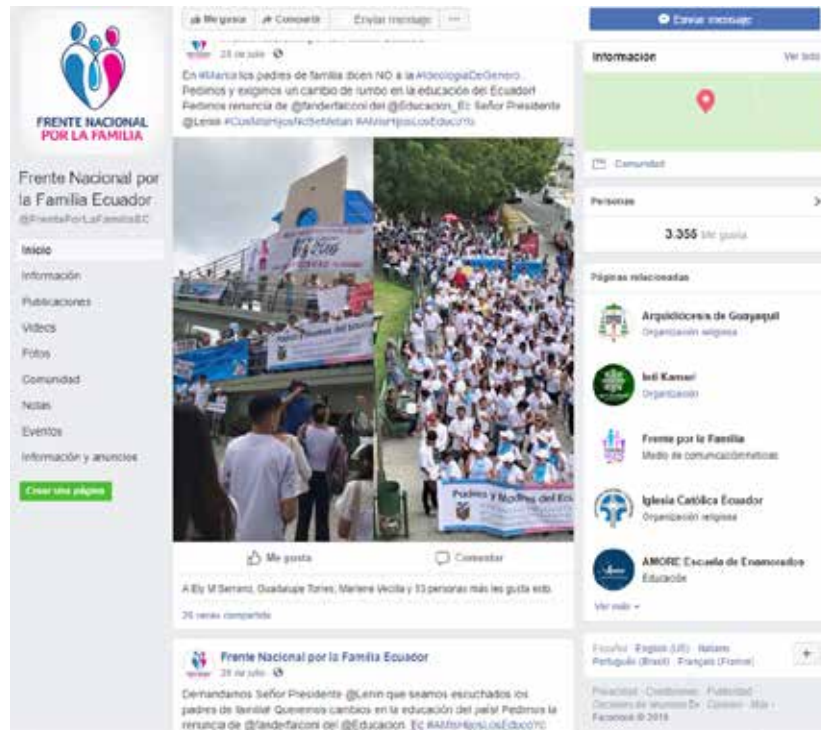 FRENTE NACIONAL
POR LA FAMILIA
Frente Nacional por
la Familia Ecuador
@FrentePorLaFamiliaEC
Inicio
Información
Publicaciones
Videos
Fotos
Comunidad
Notas
Eventos
Información y anuncios
Crear una página
Me gusta Compartir Enviar mensaje
28 de julio
En #Manta los padres de familia dicen NO a la #IdeologiaDeGenero.
Pedimos y exigimos un cambio de rumbo en la educación del Ecuador!
Pedimos renuncia de @fanderfalconi del @Educacion_Ec Señor Presidente
@Lenin #ConMisHijosNoSeMetan #AMisHijosLosEducoYo
Padres y Madres del Ecu
Me gusta Comentar
A Ely M Serrano, Guadalupe Torres, Marlene Vecilla y 13 personas más les gusta esto.
26 veces compartido
Frente Nacional por la Familia Ecuador
28 de julio
Demandamos Señor Presidente @Lenin que seamos escuchados los
padres de familia! Queremos cambios en la educación del país! Pedimos la
renuncia de @fanderfalconi del @Educacion_Ec #AMisHijosLosEducoYo
Enviar mensaje
Información Ver todo
Comunidad
Personas
3.355 Me gusta
Páginas relacionadas
Arquidiócesis de Guayaquil
Organización religiosa
Inti Kamari
Organización
Frente por la Familia
Medio de comunicación/noticias
Iglesia Católica Ecuador
Organización religiosa
AMORE Escuela de Enamorados
Educación
Ver más
Español English (US) Italiano
Português (Brasil) Français (France)
Privacidad Condiciones Publicidad
Opciones de anuncios Cookies Más
Facebook © 2018